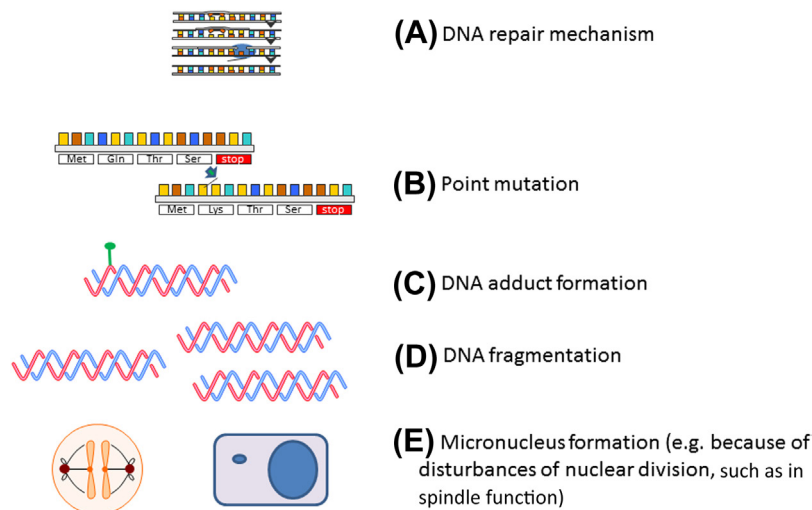 (A) DNA repair mechanism
Met Gln Thr Ser stop
(B) Point mutation
Met Lys Thr Ser stop
(C) DNA adduct formation
(D) DNA fragmentation
(E) Micronucleus formation (e.g. because of
disturbances of nuclear division, such as in
spindle function)